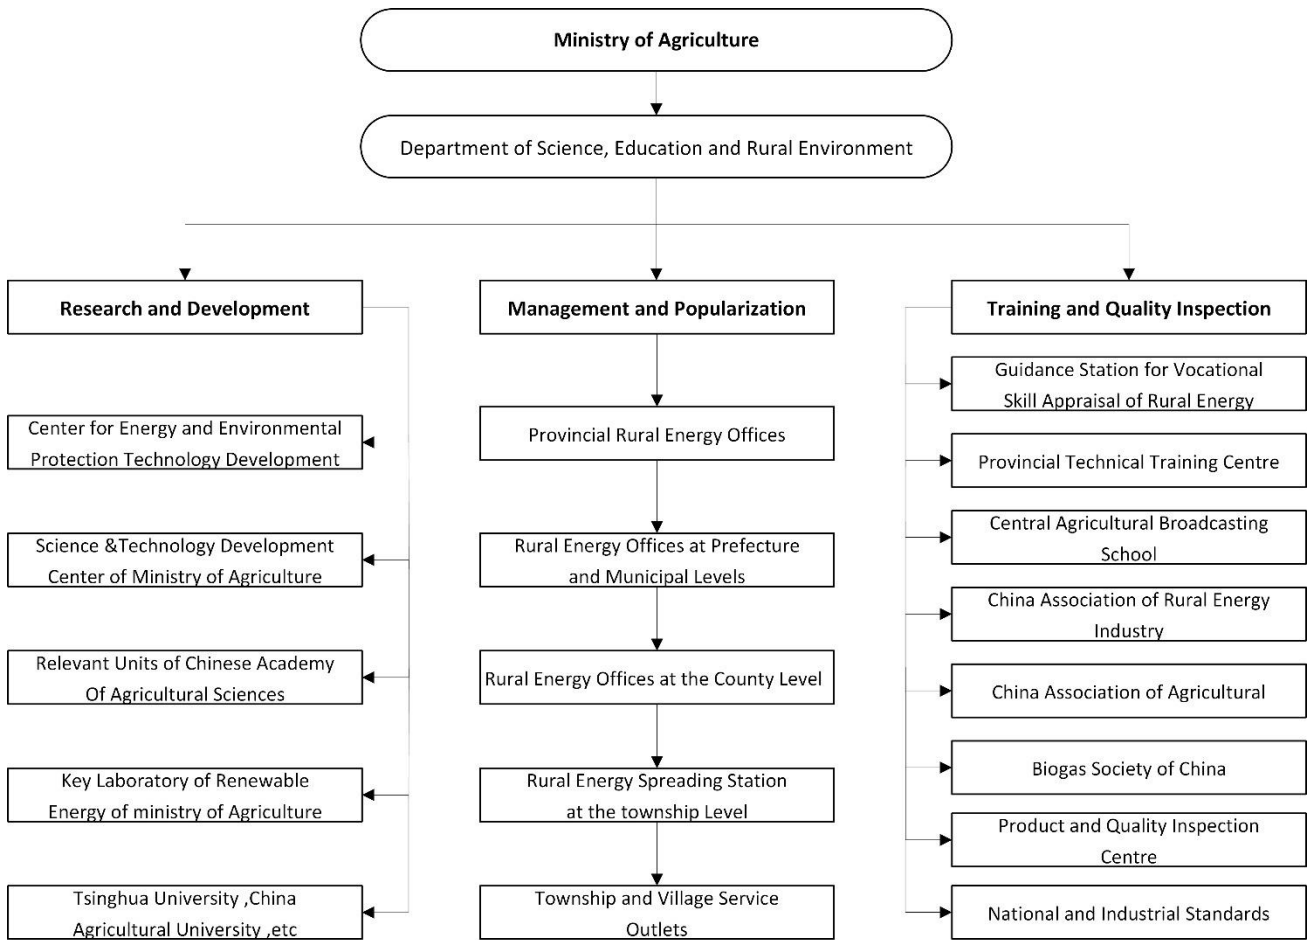 Ministry of Agriculture
Department of Science, Education and Rural Environment
Research and Development
Center for Energy and Environmental
Protection Technology Development
Science &Technology Development
Center of Ministry of Agriculture
Relevant Units of Chinese Academy
Of Agricultural Sciences
Key Laboratory of Renewable
Energy of ministry of Agriculture
Tsinghua University ,China
Agricultural University ,etc
Management and Popularization
Provincial Rural Energy Offices
Rural Energy Offices at Prefecture
and Municipal Levels
Rural Energy Offices at the County Level
Rural Energy Spreading Station
at the township Level
Township and Village Service
Outlets
Training and Quality Inspection
Guidance Station for Vocational
Skill Appraisal of Rural Energy
Provincial Technical Training Centre
Central Agricultural Broadcasting
School
China Association of Rural Energy
Industry
China Association of Agricultural
Biogas Society of China
Product and Quality Inspection
Centre
National and Industrial Standards